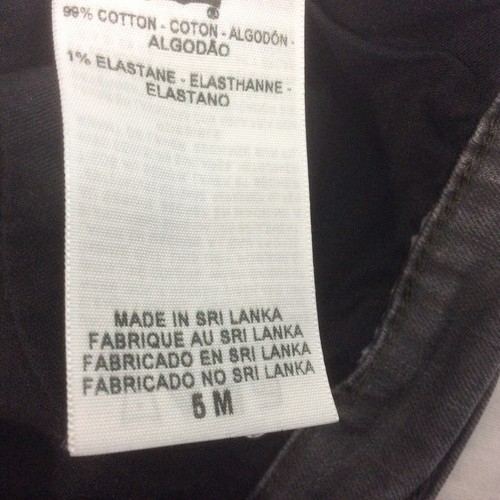 99% COTTON - COTON - ALGODÓN -
ALGODÃO
1% ELASTANE - ELASTHANNE -
ELASTANO
MADE IN SRI LANKA
FABRIQUE AU SRI LANKA
FABRICADO EN SRI LANKA
FABRICADO NO SRI LANKA
5 M